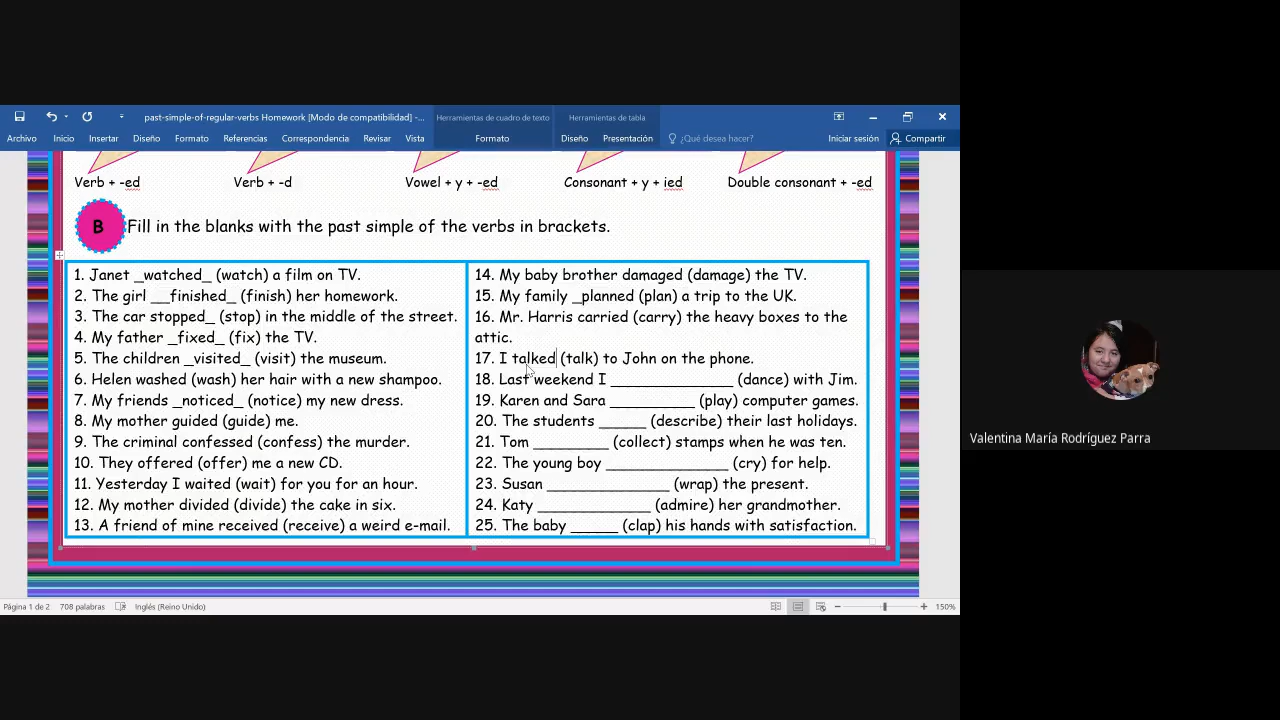 past-simple-of-regular-verbs Homework [Modo de compatibilidad] -...
Herramientas de cuadro de texto
Herramientas de tabla
Archivo Inicio Insertar Diseño Formato Referencias Correspondencia Revisar Vista Formato Diseño Presentación ¿Qué desea hacer? Iniciar sesión Compartir
Verb + -ed
Verb + -d
Vowel + y + -ed
Consonant + y + ied
Double consonant + -ed
B Fill in the blanks with the past simple of the verbs in brackets.
1. Janet _watched_ (watch) a film on TV.
2. The girl __finished_ (finish) her homework.
3. The car stopped_ (stop) in the middle of the street.
4. My father _fixed_ (fix) the TV.
5. The children _visited_ (visit) the museum.
6. Helen washed (wash) her hair with a new shampoo.
7. My friends _noticed_ (notice) my new dress.
8. My mother guided (guide) me.
9. The criminal confessed (confess) the murder.
10. They offered (offer) me a new CD.
11. Yesterday I waited (wait) for you for an hour.
12. My mother divided (divide) the cake in six.
13. A friend of mine received (receive) a weird e-mail.
14. My baby brother damaged (damage) the TV.
15. My family _planned (plan) a trip to the UK.
16. Mr. Harris carried (carry) the heavy boxes to the
attic.
17. I talked (talk) to John on the phone.
18. Last weekend I _____________ (dance) with Jim.
19. Karen and Sara _________ (play) computer games.
20. The students _____ (describe) their last holidays.
21. Tom ________ (collect) stamps when he was ten.
22. The young boy _____________ (cry) for help.
23. Susan _____________ (wrap) the present.
24. Katy ____________ (admire) her grandmother.
25. The baby _____ (clap) his hands with satisfaction.
Página 1 de 2 708 palabras Inglés (Reino Unido) 150%
Valentina María Rodríguez Parra